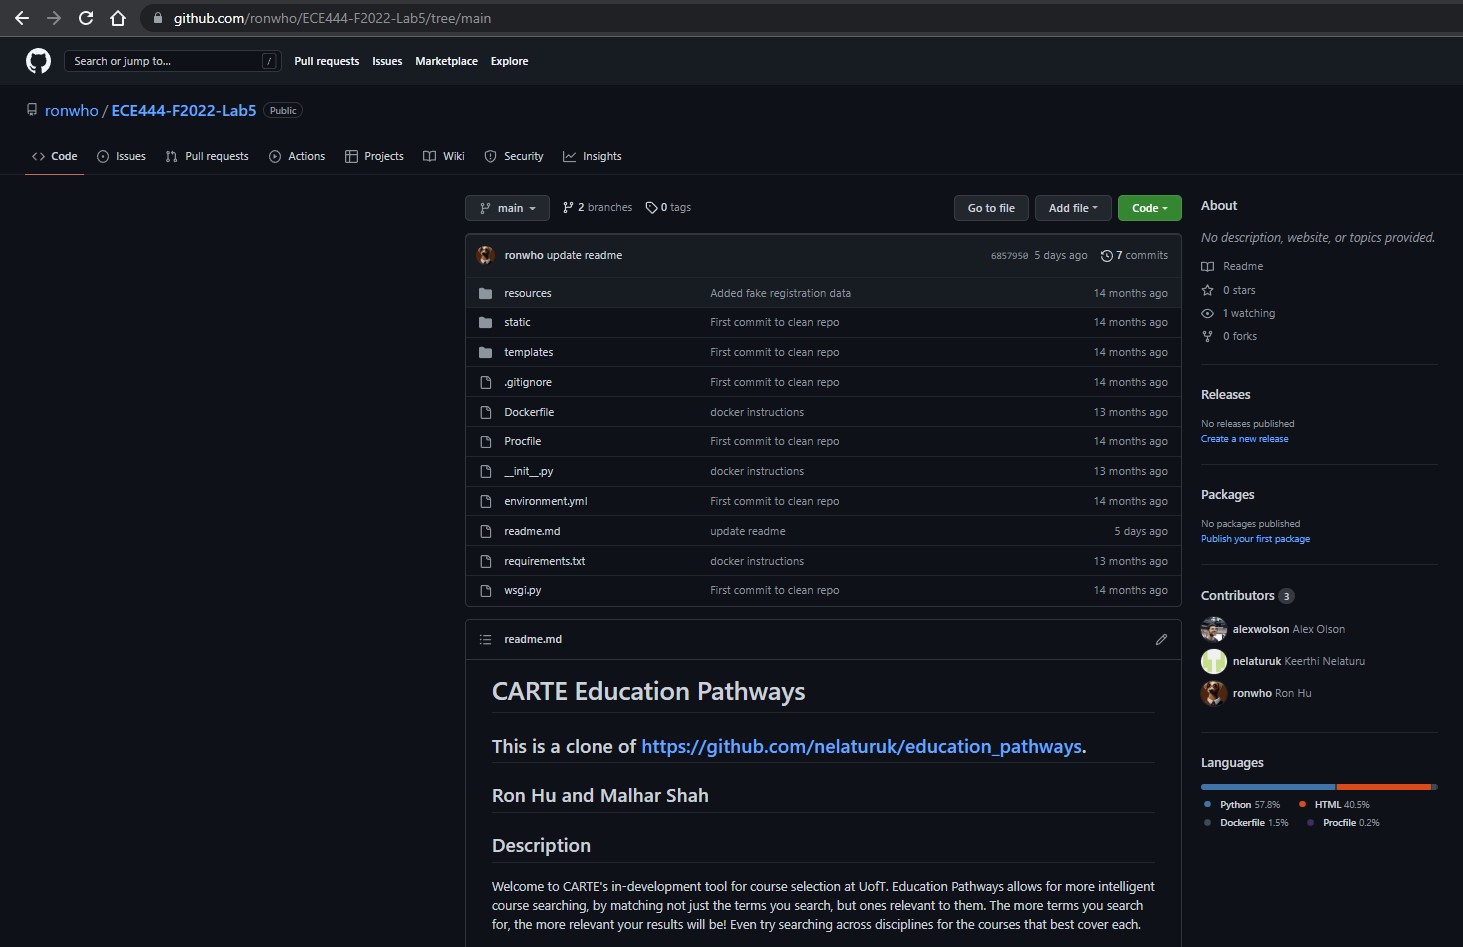 github.com/ronwho/ECE444-F2022-Lab5/tree/main
Search or jump to... / Pull requests Issues Marketplace Explore
ronwho / ECE444-F2022-Lab5 Public
Code Issues Pull requests Actions Projects Wiki Security Insights
main 2 branches 0 tags Go to file Add file Code
ronwho update readme 6857950 5 days ago 7 commits
resources Added fake registration data 14 months ago
static First commit to clean repo 14 months ago
templates First commit to clean repo 14 months ago
.gitignore First commit to clean repo 14 months ago
Dockerfile docker instructions 13 months ago
Procfile First commit to clean repo 14 months ago
__init__.py docker instructions 13 months ago
environment.yml First commit to clean repo 14 months ago
readme.md update readme 5 days ago
requirements.txt docker instructions 13 months ago
wsgi.py First commit to clean repo 14 months ago
readme.md
CARTE Education Pathways
This is a clone of https://github.com/nelaturuk/education_pathways.
Ron Hu and Malhar Shah
Description
Welcome to CARTE's in-development tool for course selection at UofT. Education Pathways allows for more intelligent
course searching, by matching not just the terms you search, but ones relevant to them. The more terms you search
for, the more relevant your results will be! Even try searching across disciplines for the courses that best cover each.
About
No description, website, or topics provided.
Readme
0 stars
1 watching
0 forks
Releases
No releases published
Create a new release
Packages
No packages published
Publish your first package
Contributors 3
alexwolson Alex Olson
nelaturuk Keerthi Nelaturu
ronwho Ron Hu
Languages
Python 57.8% HTML 40.5%
Dockerfile 1.5% Procfile 0.2%